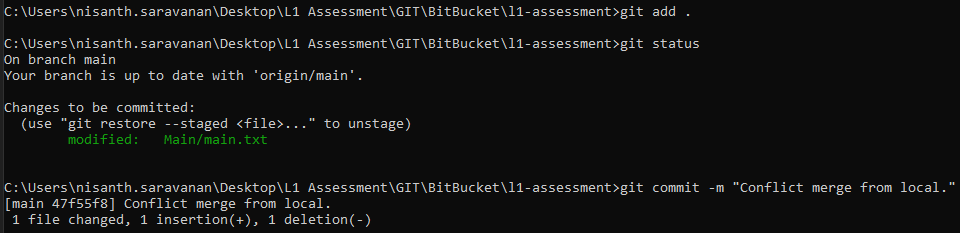 C:\Users\nisanth.saravanan\Desktop\L1 Assessment\GIT\BitBucket\l1-assessment>git add .
C:\Users\nisanth.saravanan\Desktop\L1 Assessment\GIT\BitBucket\l1-assessment>git status
On branch main
Your branch is up to date with 'origin/main'.
Changes to be committed:
  (use "git restore --staged <file>..." to unstage)
        modified:   Main/main.txt
C:\Users\nisanth.saravanan\Desktop\L1 Assessment\GIT\BitBucket\l1-assessment>git commit -m "Conflict merge from local."
[main 47f55f8] Conflict merge from local.
 1 file changed, 1 insertion(+), 1 deletion(-)